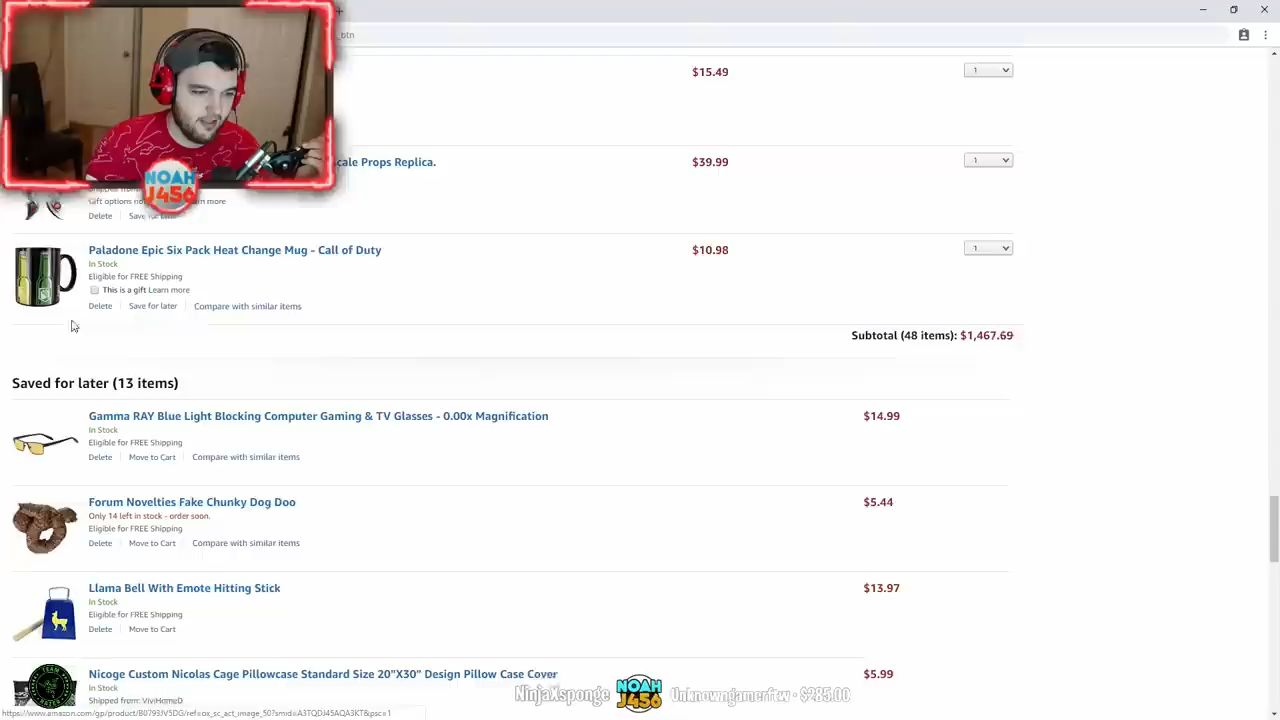 _btn
$15.49
1
cale Props Replica.
$39.99
1
Gift options no
rn more
Delete
Save for later
NOAH
J456
Paladone Epic Six Pack Heat Change Mug - Call of Duty
$10.98
1
In Stock
Eligible for FREE Shipping
This is a gift Learn more
Delete
Save for later
Compare with similar items
Subtotal (48 items): $1,467.69
Saved for later (13 items)
Gamma RAY Blue Light Blocking Computer Gaming & TV Glasses - 0.00x Magnification
$14.99
In Stock
Eligible for FREE Shipping
Delete
Move to Cart
Compare with similar items
Forum Novelties Fake Chunky Dog Doo
$5.44
Only 14 left in stock - order soon.
Eligible for FREE Shipping
Delete
Move to Cart
Compare with similar items
Llama Bell With Emote Hitting Stick
$13.97
In Stock
Eligible for FREE Shipping
Delete
Move to Cart
Nicoge Custom Nicolas Cage Pillowcase Standard Size 20"X30" Design Pillow Case Cover
$5.99
In Stock
Shipped from: ViviHomeD
NinjaXsponge
NOAH
J456
Unknowngamerftw - $285.00